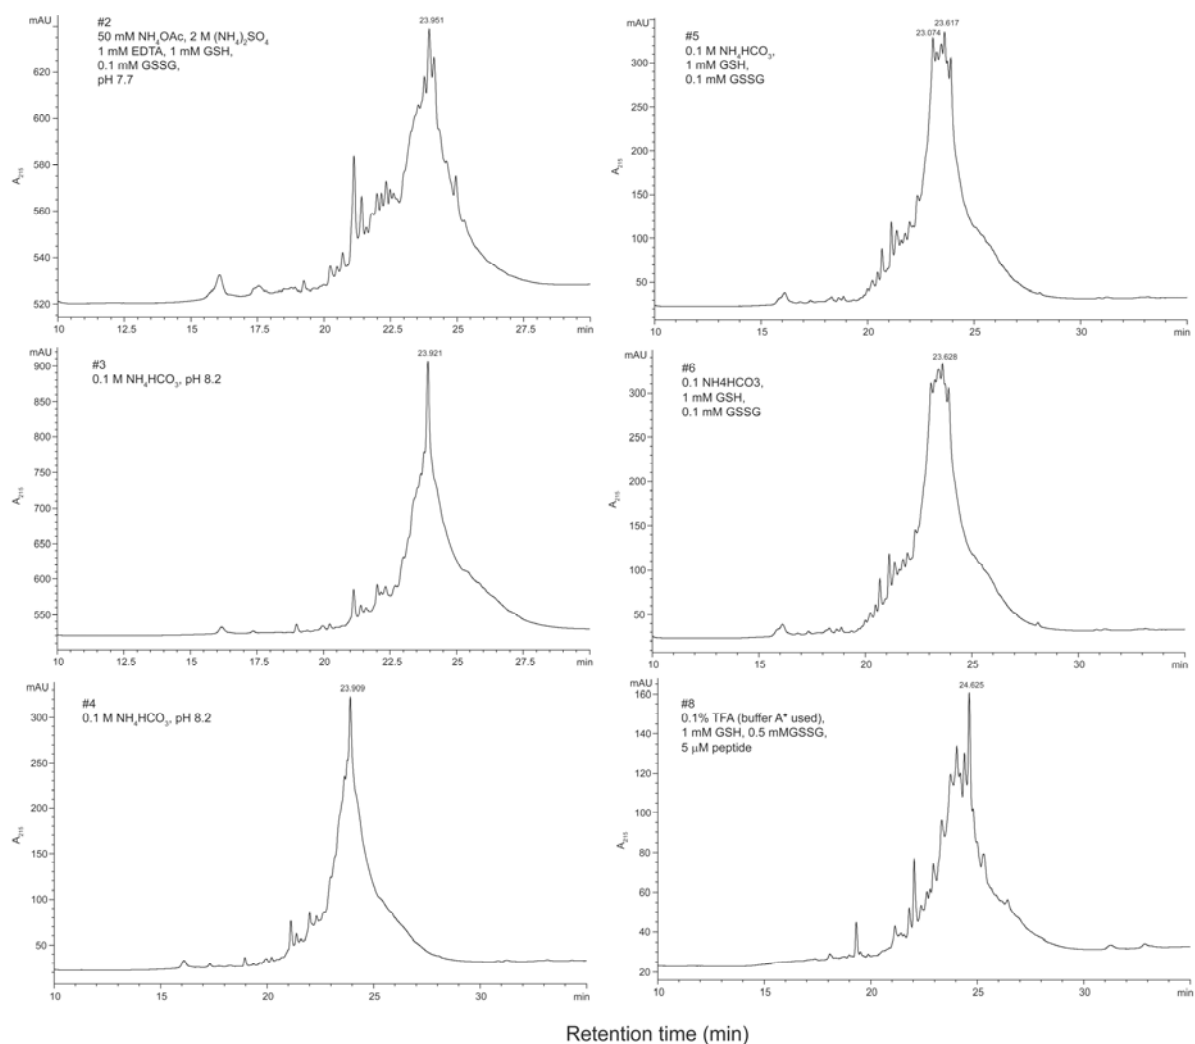 mAU
#2
50 mM NH₄OAc, 2 M (NH₄)₂SO₄
1 mM EDTA, 1 mM GSH,
0.1 mM GSSG,
pH 7.7
23.951
620
600
580
560
540
520
A₂₁₅
10
12.5
15
17.5
20
22.5
25
27.5
min
mAU
#5
0.1 M NH₄HCO₃,
1 mM GSH,
0.1 mM GSSG
23.617
23.074
300
250
200
150
100
50
A₂₁₅
10
15
20
25
30
min
mAU
#3
0.1 M NH₄HCO₃, pH 8.2
23.921
900
850
800
750
700
650
600
550
A₂₁₅
10
12.5
15
17.5
20
22.5
25
27.5
min
mAU
#6
0.1 NH4HCO3,
1 mM GSH,
0.1 mM GSSG
23.628
300
250
200
150
100
50
A₂₁₅
10
15
20
25
30
min
mAU
#4
0.1 M NH₄HCO₃, pH 8.2
23.909
300
250
200
150
100
50
A₂₁₅
10
15
20
25
30
min
mAU
#8
0.1% TFA (buffer A* used),
1 mM GSH, 0.5 mMGSSG,
5 µM peptide
24.625
160
140
120
100
80
60
40
20
A₂₁₅
10
15
20
25
30
min
Retention time (min)